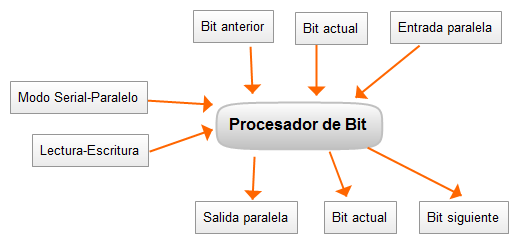 Bit anterior
Bit actual
Entrada paralela
Modo Serial-Paralelo
Procesador de Bit
Lectura-Escritura
Salida paralela
Bit actual
Bit siguiente